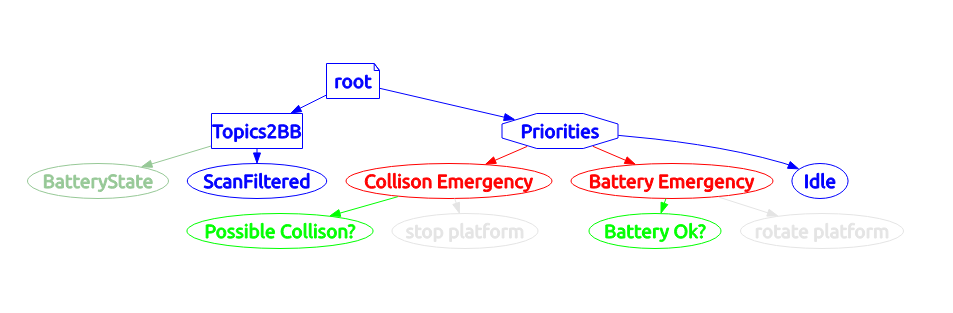 root
Topics2BB
Priorities
BatteryState
ScanFiltered
Collison Emergency
Battery Emergency
Idle
Possible Collison?
stop platform
Battery Ok?
rotate platform